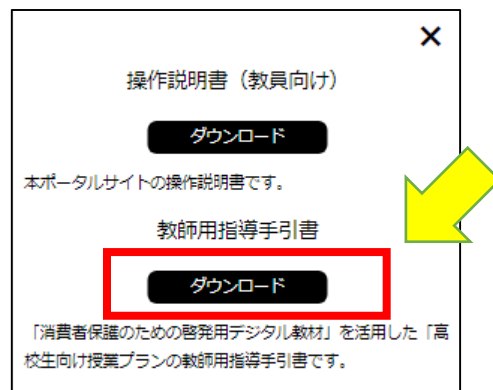 ×
操作説明書（教員向け）
ダウンロード
本ポータルサイトの操作説明書です。
教師用指導手引書
ダウンロード
「消費者保護のための啓発用デジタル教材」を活用した「高
校生向け授業プランの教師用指導手引書です。